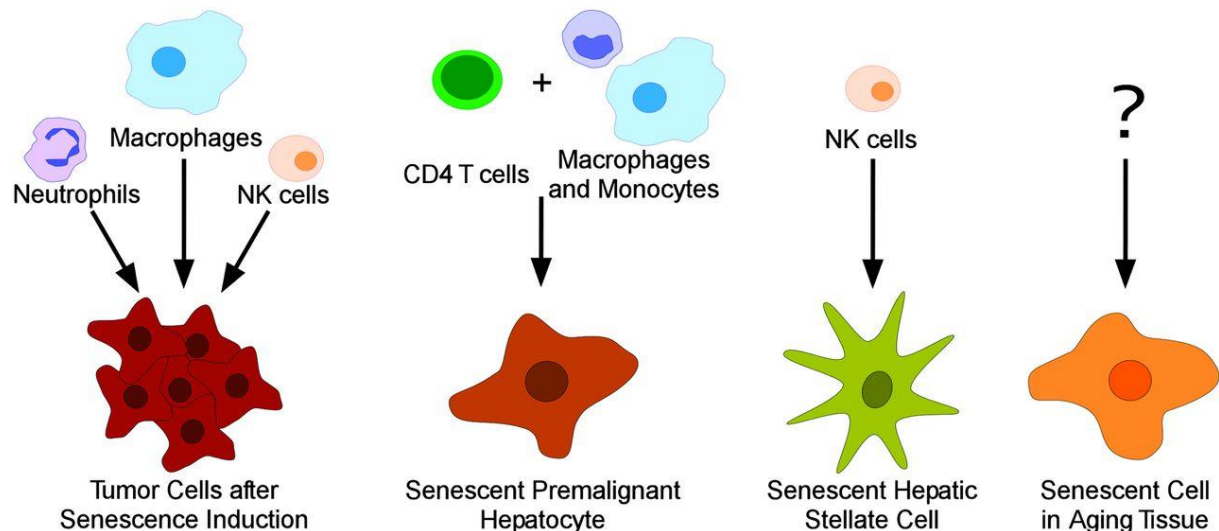 Macrophages
Neutrophils
NK cells
Tumor Cells after
Senescence Induction
+
CD4 T cells
Macrophages
and Monocytes
Senescent Premalignant
Hepatocyte
NK cells
Senescent Hepatic
Stellate Cell
?
Senescent Cell
in Aging Tissue